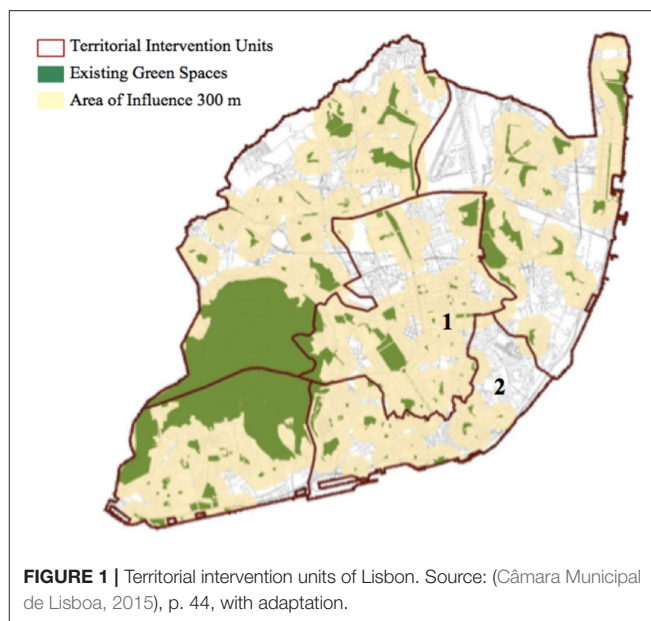 Territorial Intervention Units
Existing Green Spaces
Area of Influence 300 m
1
2
FIGURE 1 | Territorial intervention units of Lisbon. Source: (Câmara Municipal
de Lisboa, 2015), p. 44, with adaptation.